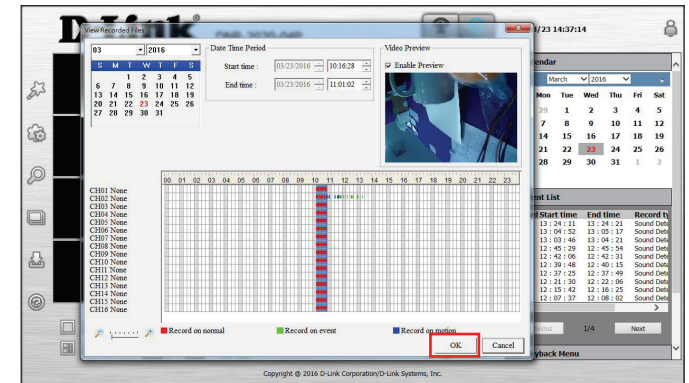 D-Link
DNR-2020-04P
View Recorded Files
3/23 14:37:14
03 2016
S M T W T F S
1 2 3 4 5
6 7 8 9 10 11 12
13 14 15 16 17 18 19
20 21 22 23 24 25 26
27 28 29 30 31
Date Time Period
Start time : 03/23/2016 10:16:28
End time : 03/23/2016 11:01:02
Video Preview
Enable Preview
endar
March 2016
Mon Tue Wed Thu Fri Sat
29 1 2 3 4 5
7 8 9 10 11 12
14 15 16 17 18 19
21 22 23 24 25 26
28 29 30 31 1 2
00 01 02 03 04 05 06 07 08 09 10 11 12 13 14 15 16 17 18 19 20 21 22 23
CH01 None
CH02 None
CH03 None
CH04 None
CH05 None
CH06 None
CH07 None
CH08 None
CH09 None
CH10 None
CH11 None
CH12 None
CH13 None
CH14 None
CH15 None
CH16 None
ent List
Start time End time Record ty
13 : 24 : 11 13 : 24 : 21 Sound Dete
13 : 04 : 52 13 : 05 : 17 Sound Dete
13 : 03 : 46 13 : 04 : 21 Sound Dete
12 : 45 : 29 12 : 45 : 54 Sound Dete
12 : 42 : 06 12 : 42 : 31 Sound Dete
12 : 39 : 48 12 : 40 : 15 Sound Dete
12 : 37 : 25 12 : 37 : 49 Sound Dete
12 : 21 : 30 12 : 22 : 06 Sound Dete
12 : 15 : 42 12 : 16 : 25 Sound Dete
12 : 07 : 37 12 : 08 : 02 Sound Dete
vious 1/4 Next
Record on normal Record on event Record on motion
OK Cancel
yback Menu
Copyright @ 2016 D-Link Corporation/D-Link Systems, Inc.